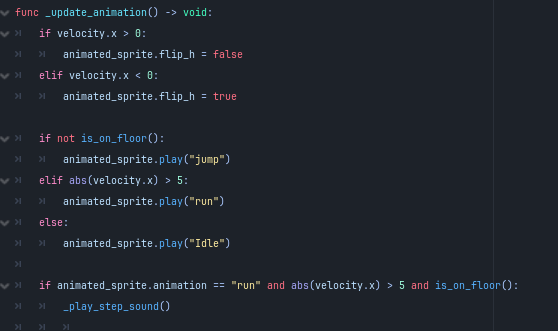 func _update_animation() -> void:
    if velocity.x > 0:
        animated_sprite.flip_h = false
    elif velocity.x < 0:
        animated_sprite.flip_h = true

    if not is_on_floor():
        animated_sprite.play("jump")
    elif abs(velocity.x) > 5:
        animated_sprite.play("run")
    else:
        animated_sprite.play("Idle")

    if animated_sprite.animation == "run" and abs(velocity.x) > 5 and is_on_floor():
        _play_step_sound()